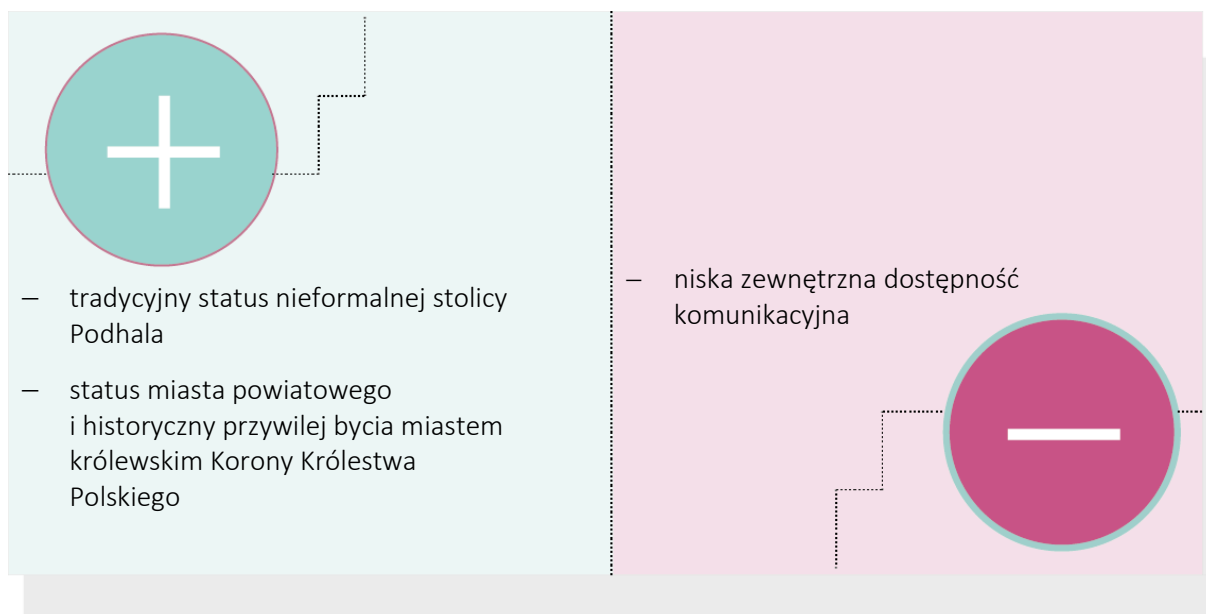 – tradycyjny status nieformalnej stolicy
Podhala
– status miasta powiatowego
i historyczny przywilej bycia miastem
królewskim Korony Królestwa
Polskiego
– niska zewnętrzna dostępność
komunikacyjna